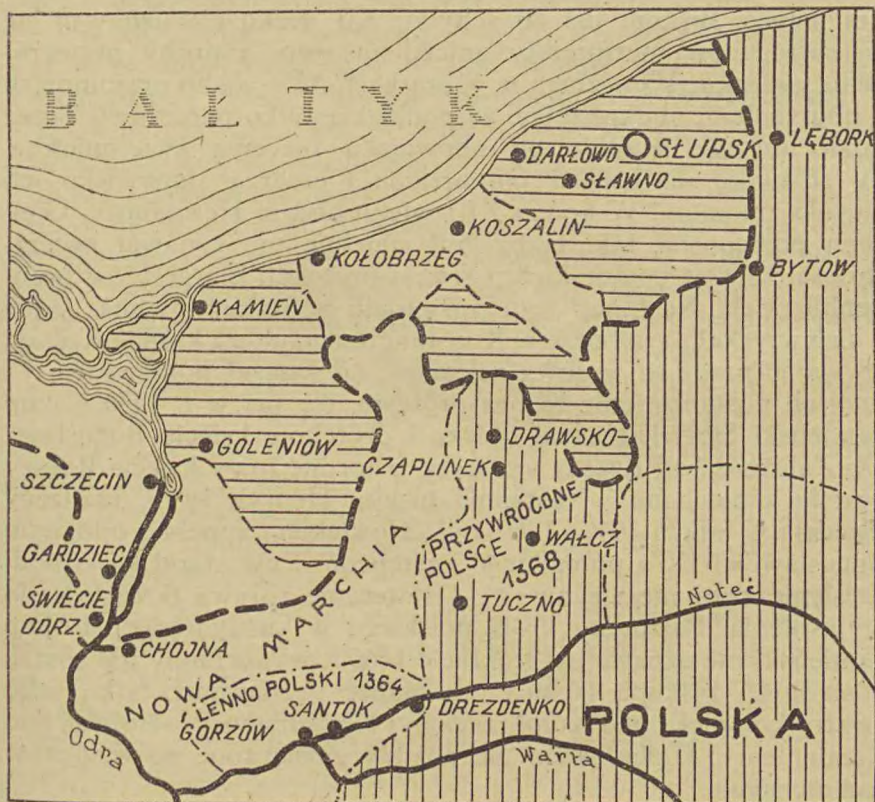 BAŁTYK
DARŁOWO
SŁUPSK
LĘBORK
SŁAWNO
KOSZALIN
KOŁOBRZEG
BYTÓW
KAMIEŃ
GOLENIÓW
DRAWSKO
CZAPLINEK
SZCZECIN
PRZYWRÓCONE
POLSCE 1368
WAŁCZ
GARDZIEC
ŚWIECIE
ODRZ.
TUCZNO
Noteć
CHOJNA
NOWA MARCHIA
LENNO POLSKI 1364
SANTOK
GORZÓW
DREZDENKO
POLSKA
Odra
Warta